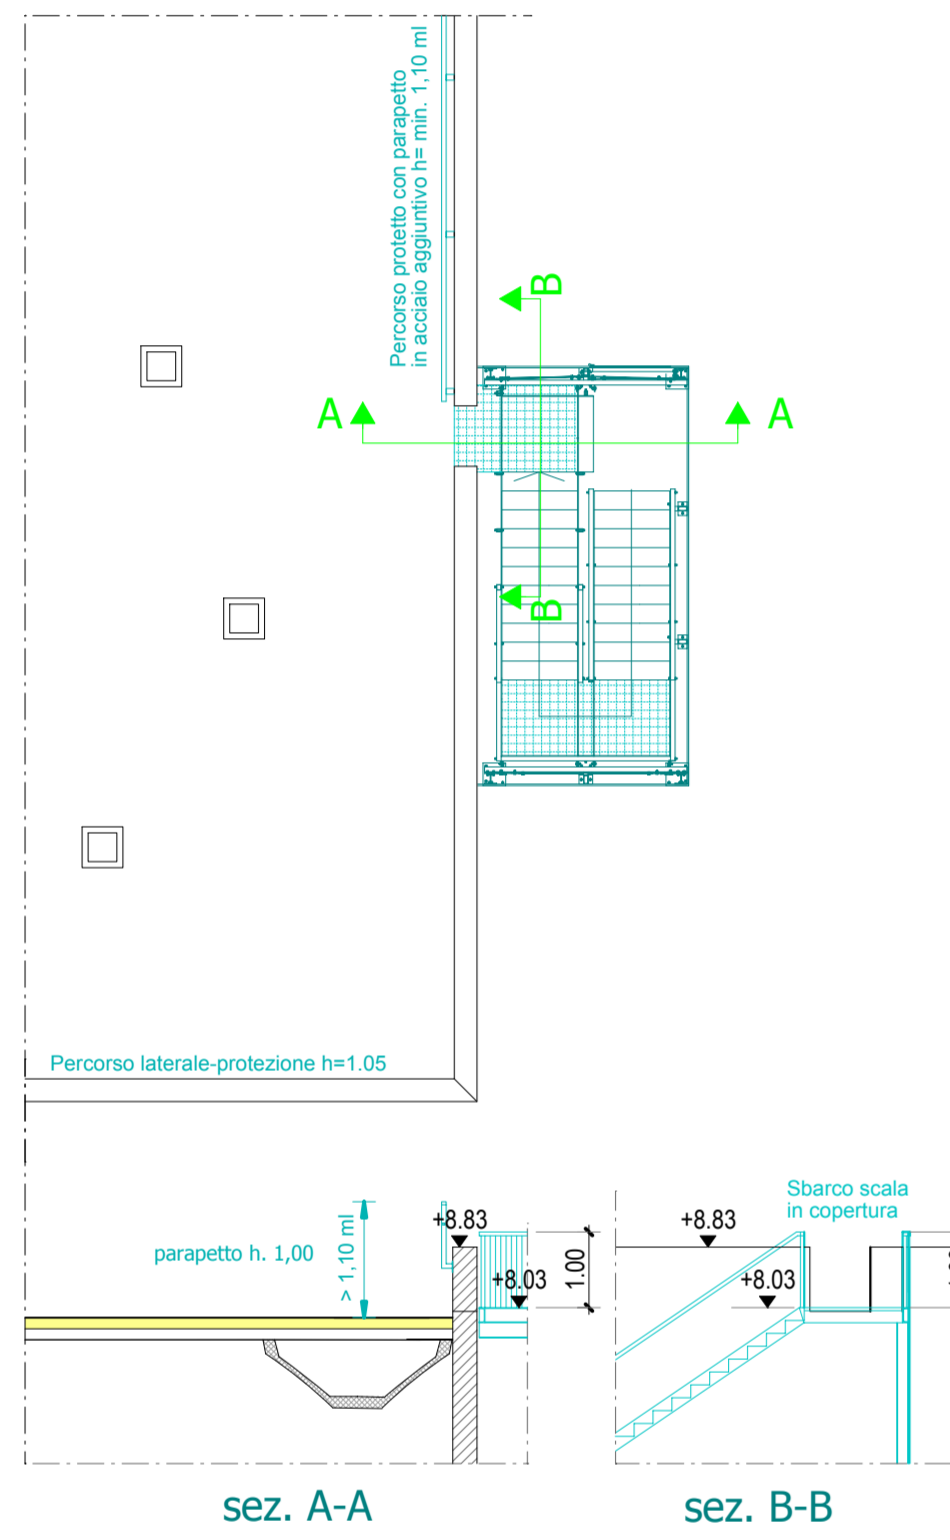 Percorso protetto con parapetto
in acciaio aggiuntivo h= min. 1,10 ml
B
A
A
B
Percorso laterale-protezione h=1.05
parapetto h. 1,00
> 1,10 ml
+8.83
+8.03
1.00
Sbarco scala
in copertura
+8.83
+8.03
sez. A-A
sez. B-B